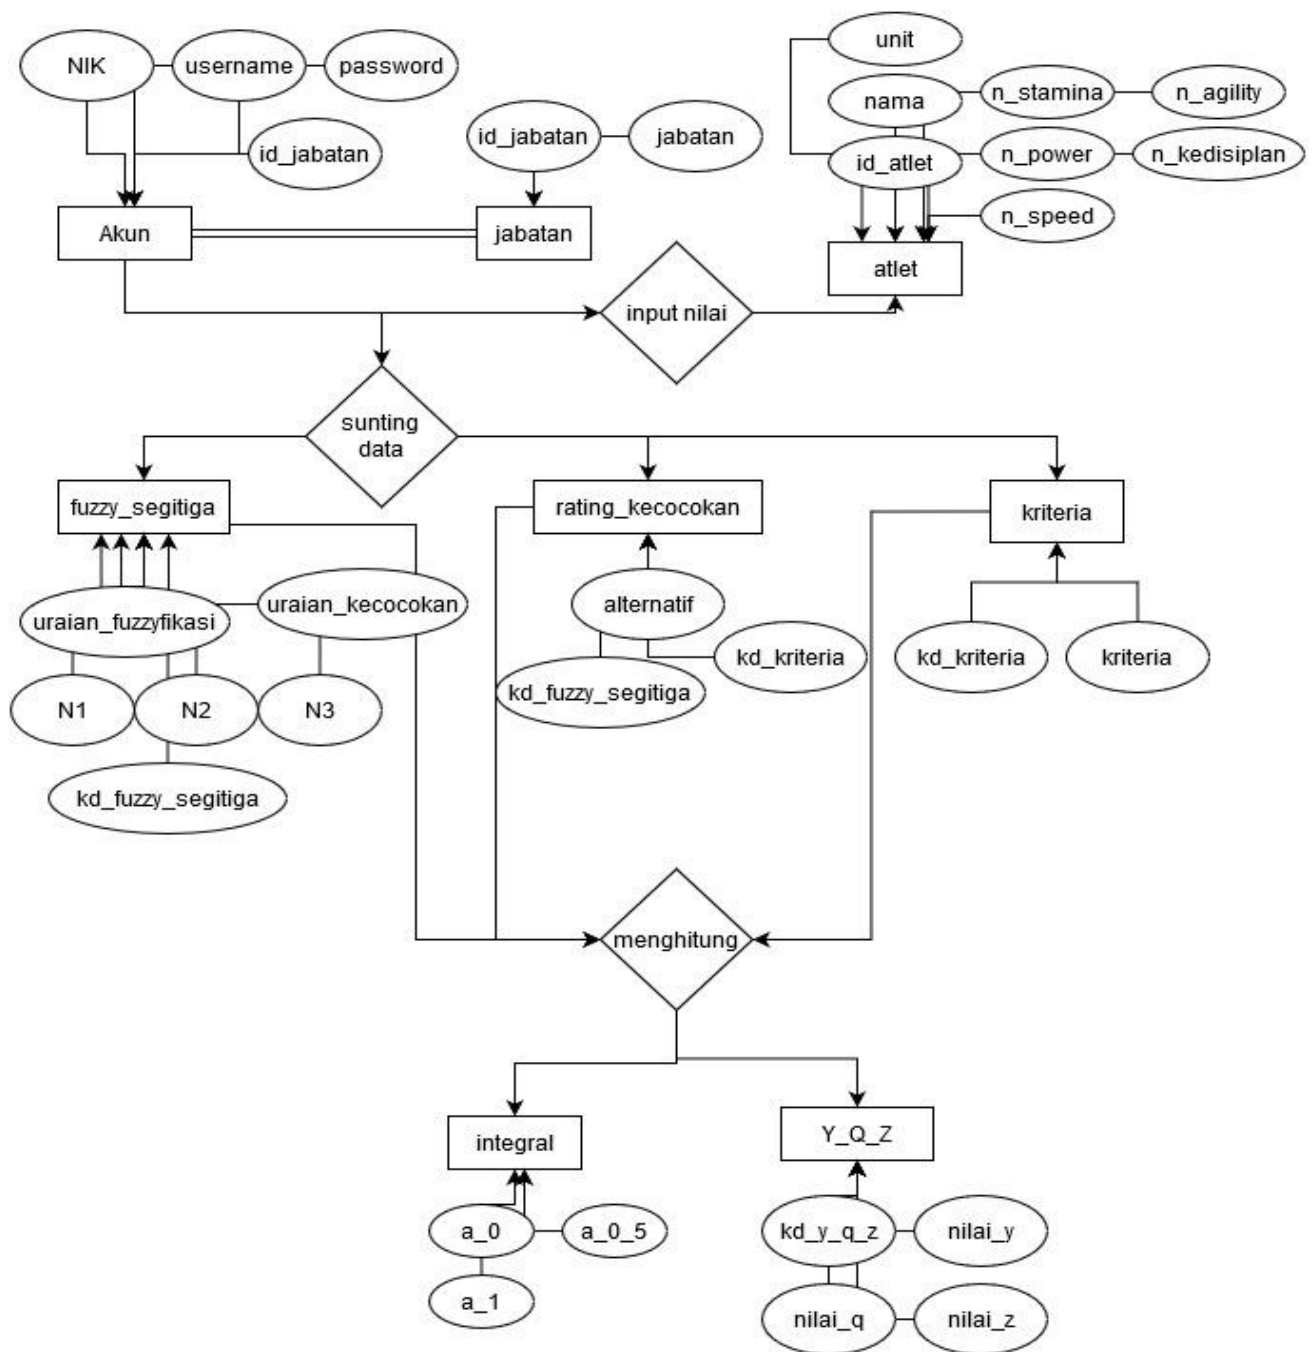 unit
NIK
username
password
nama
n_stamina
n_agility
id_jabatan
jabatan
id_jabatan
id_atlet
n_power
n_kedisiplan
n_speed
Akun
jabatan
atlet
input nilai
sunting
data
fuzzy_segitiga
rating_kecocokan
kriteria
uraian_fuzzyfikasi
uraian_kecocokan
alternatif
kd_kriteria
kd_kriteria
kriteria
kd_fuzzy_segitiga
N1
N2
N3
kd_fuzzy_segitiga
menghitung
integral
Y_Q_Z
a_0
a_0_5
kd_y_q_z
nilai_y
a_1
nilai_q
nilai_z